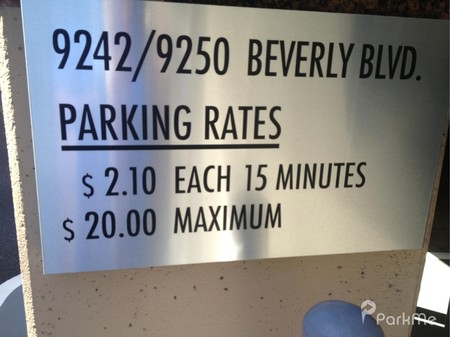 9242/9250 BEVERLY BLVD.
PARKING RATES
$ 2.10 EACH 15 MINUTES
$ 20.00 MAXIMUM
ParkMe